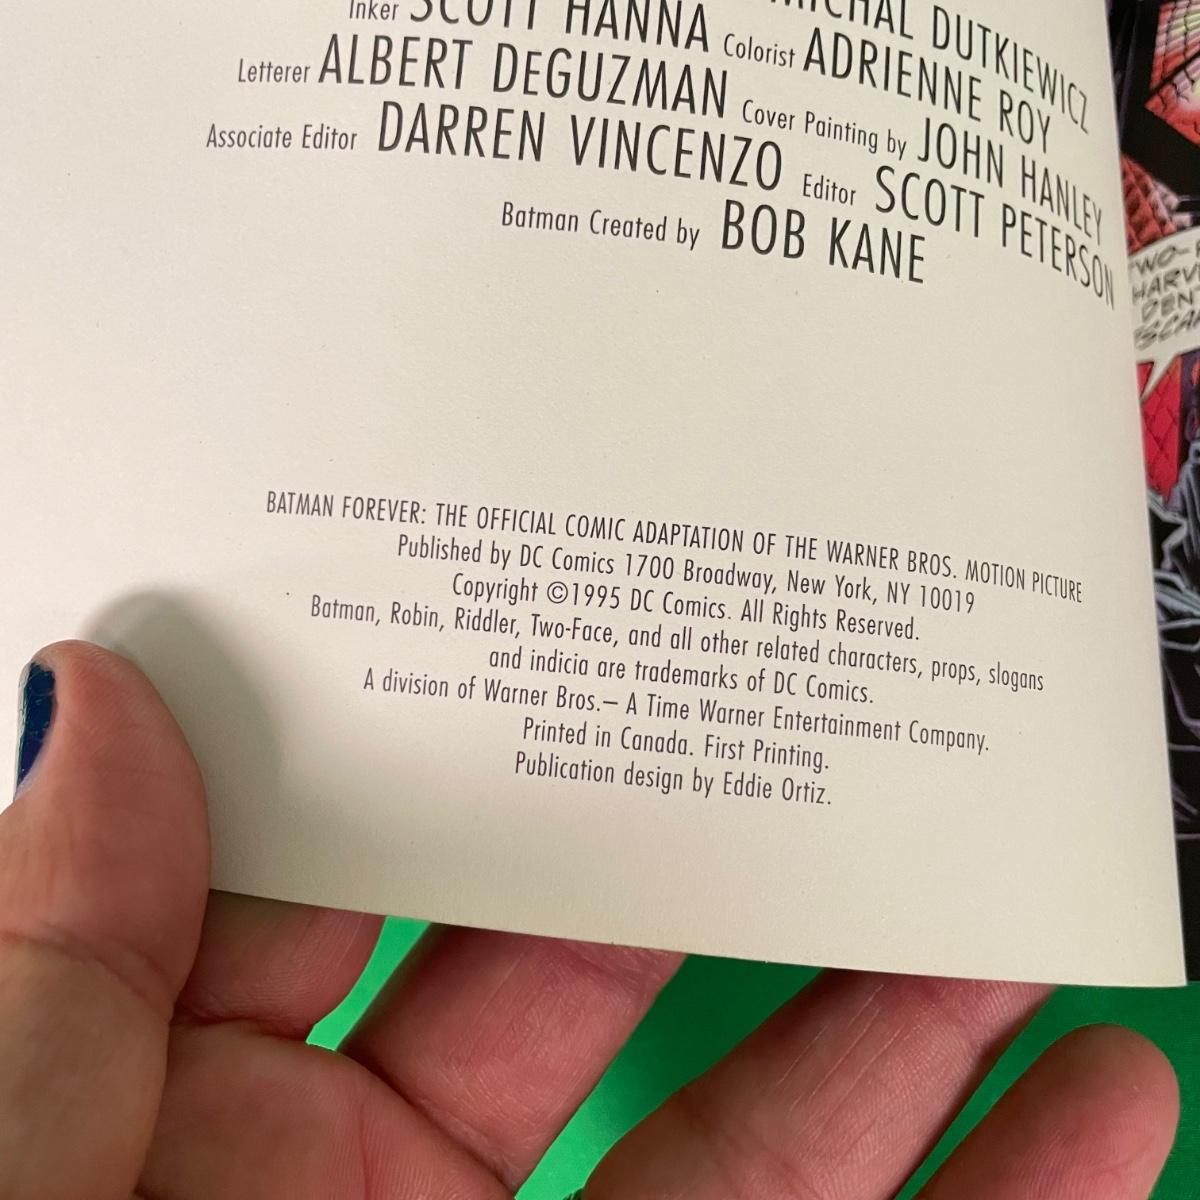 MICHAL DUTKIEWICZ
Inker SCOTT HANNA Colorist ADRIENNE ROY
Letterer ALBERT DEGUZMAN Cover Painting by JOHN HANLEY
Associate Editor DARREN VINCENZO Editor SCOTT PETERSON
Batman Created by BOB KANE
BATMAN FOREVER: THE OFFICIAL COMIC ADAPTATION OF THE WARNER BROS. MOTION PICTURE
Published by DC Comics 1700 Broadway, New York, NY 10019
Copyright ©1995 DC Comics. All Rights Reserved.
Batman, Robin, Riddler, Two-Face, and all other related characters, props, slogans
and indicia are trademarks of DC Comics.
A division of Warner Bros.– A Time Warner Entertainment Company.
Printed in Canada. First Printing.
Publication design by Eddie Ortiz.